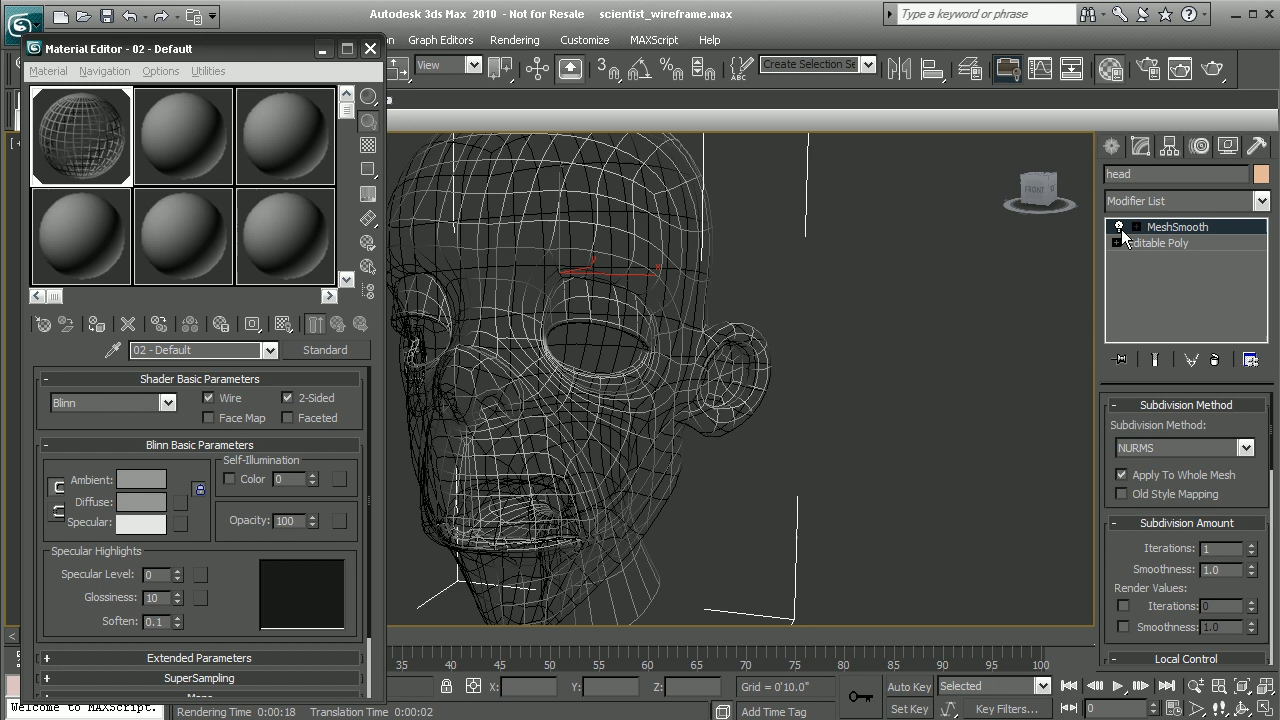 Autodesk 3ds Max 2010 - Not for Resale scientist_wireframe.max
Type a keyword or phrase
Material Editor - 02 - Default
Graph Editors Rendering Customize MAXScript Help
Material Navigation Options Utilities
View
Create Selection Se
head
Modifier List
MeshSmooth
ditable Poly
FRONT
y
x
02 - Default
Standard
Shader Basic Parameters
Blinn
Wire
2-Sided
Face Map
Faceted
Blinn Basic Parameters
Self-Illumination
Ambient:
Color 0
Diffuse:
Specular:
Opacity: 100
Specular Highlights
Specular Level: 0
Glossiness: 10
Soften: 0.1
Extended Parameters
SuperSampling
Maps
Subdivision Method
Subdivision Method:
NURMS
Apply To Whole Mesh
Old Style Mapping
Subdivision Amount
Iterations: 1
Smoothness: 1.0
Render Values:
Iterations: 0
Smoothness: 1.0
Local Control
35 40 45 50 55 60 65 70 75 80 85 90 95 100
X: Y: Z: Grid = 0'10.0"
Auto Key Selected
Set Key Key Filters... 0
Welcome to MAXScript.
Rendering Time 0:00:18 Translation Time 0:00:02
Add Time Tag